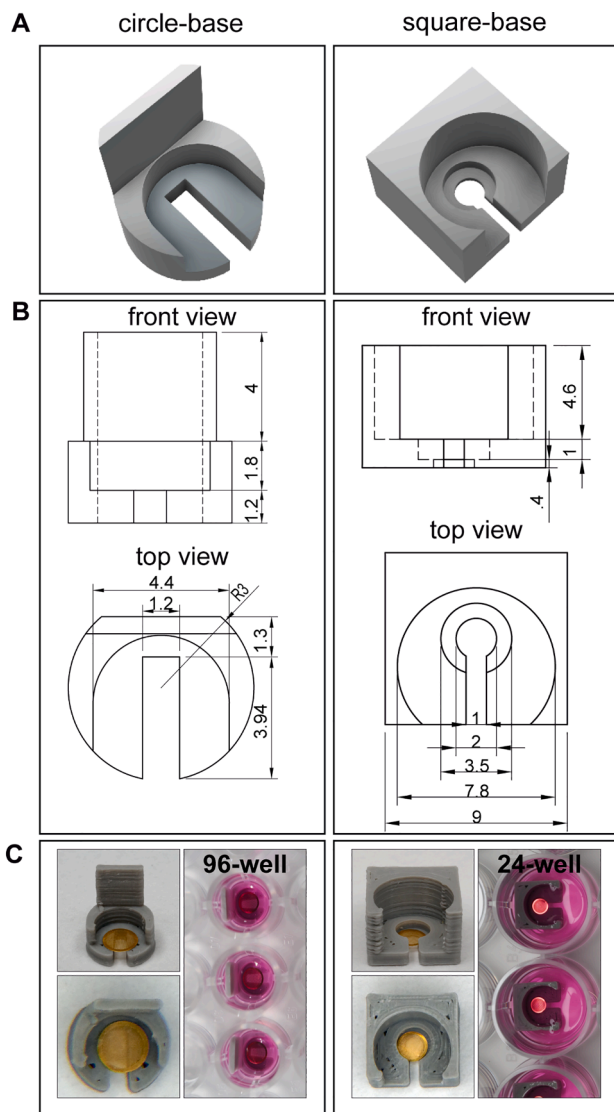 A
circle-base
square-base
B
front view
4
1.8
1.2
top view
4.4
1.2
R3
1.3
3.94
front view
4.6
1
.4
top view
1
2
3.5
7.8
9
C
96-well
24-well